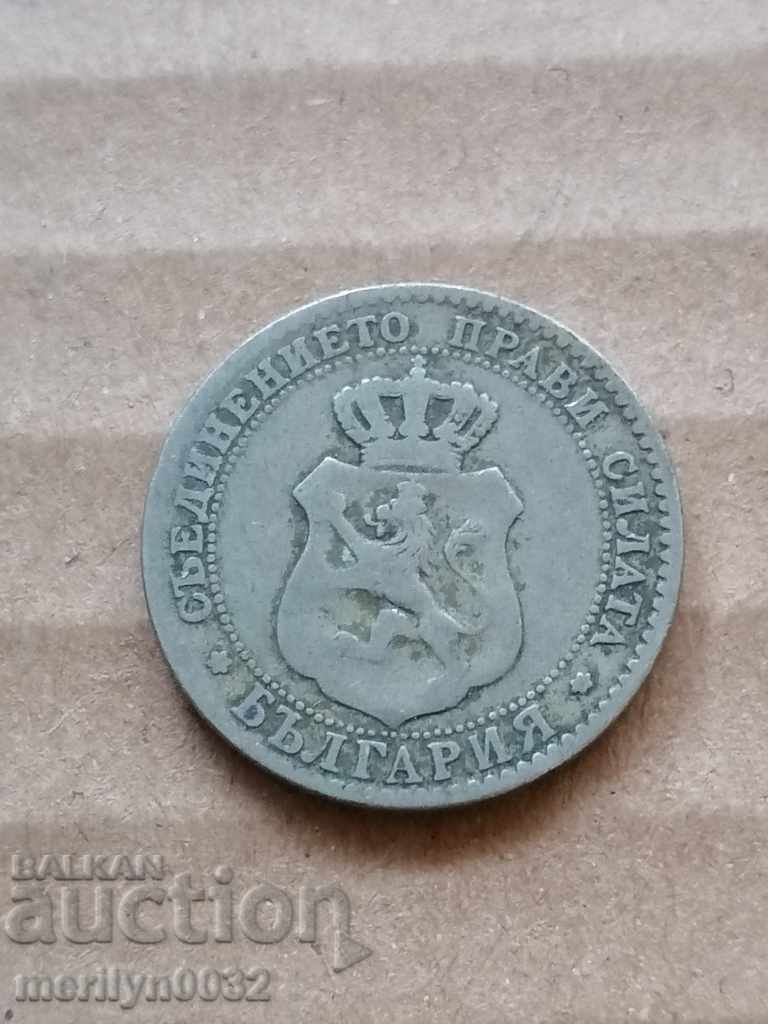 СЪЕДИНЕНИЕТО ПРАВИ СИЛАТА
* БЪЛГАРИЯ *
BALKAN
auction
merilyn0032